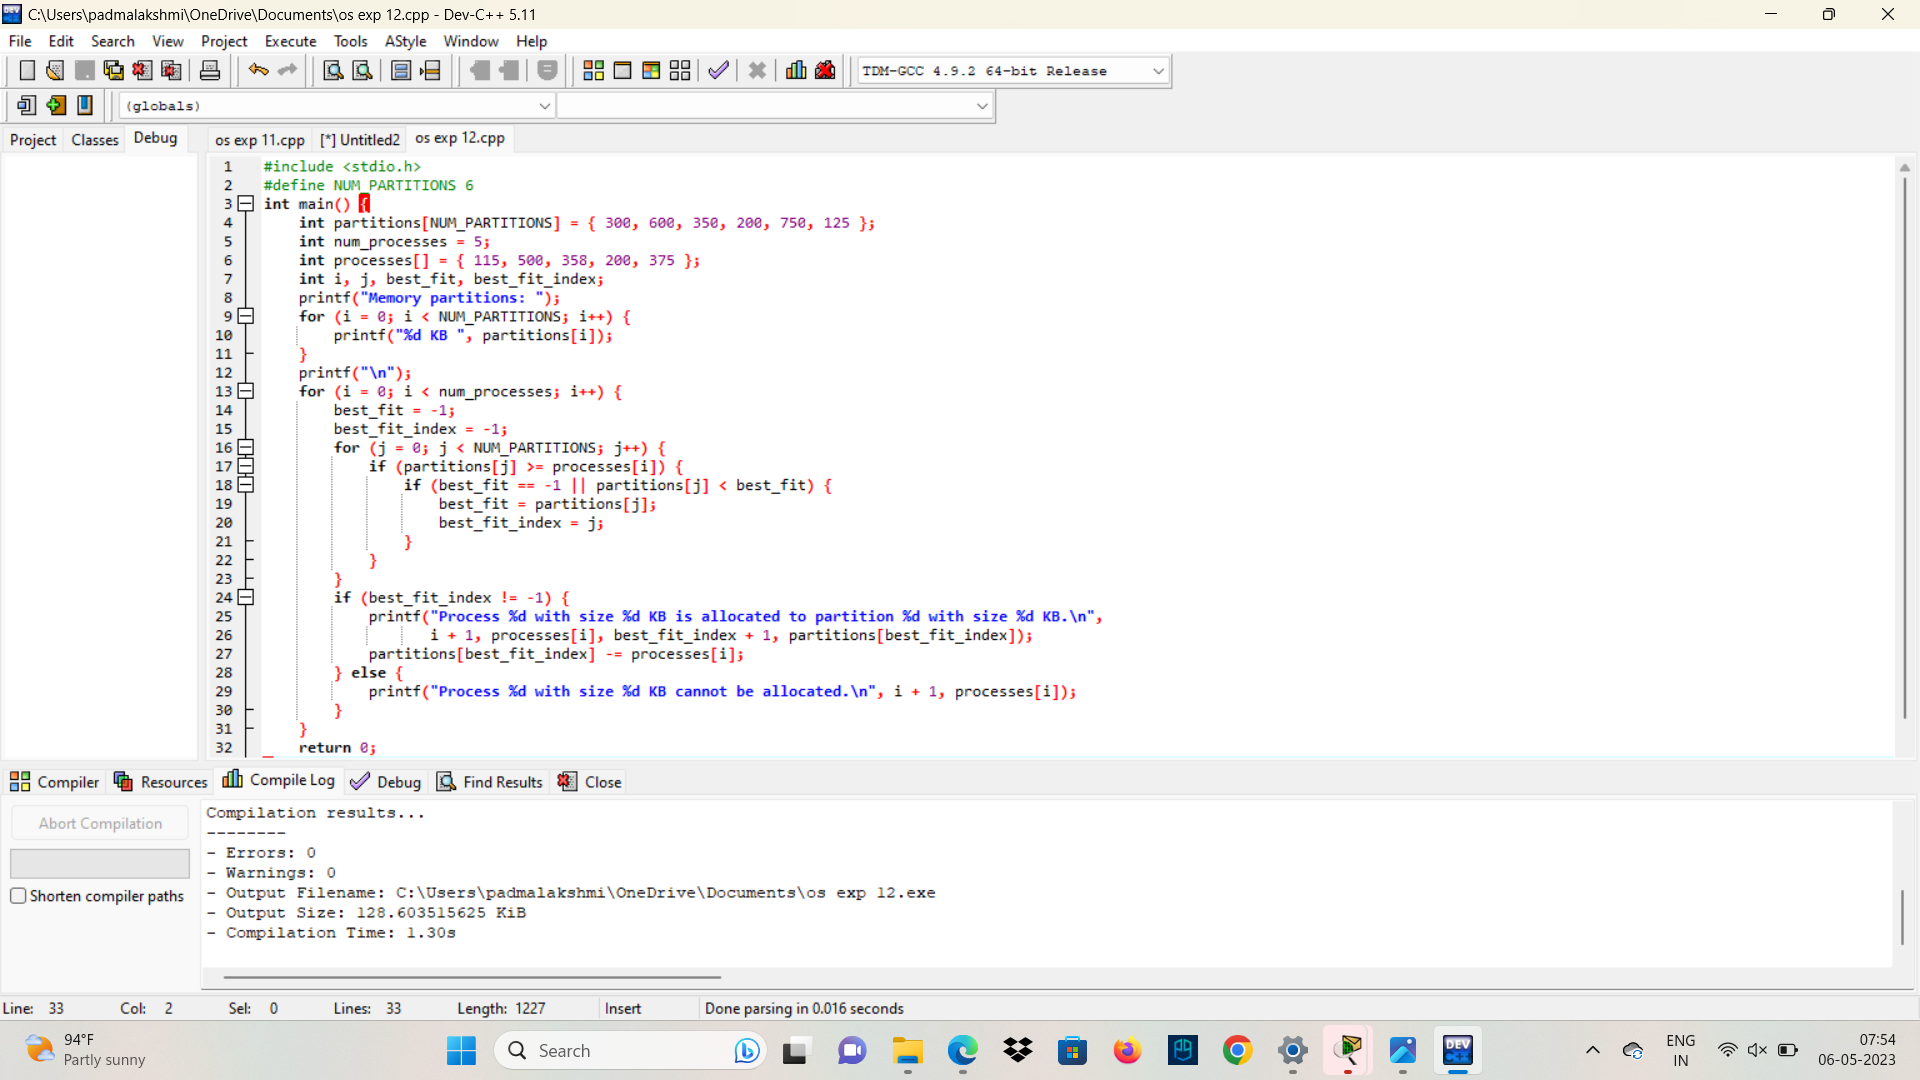 C:\Users\padmalakshmi\OneDrive\Documents\os exp 12.cpp - Dev-C++ 5.11
File Edit Search View Project Execute Tools AStyle Window Help
TDM-GCC 4.9.2 64-bit Release
(globals)
Project Classes Debug os exp 11.cpp [*] Untitled2 os exp 12.cpp
1 #include <stdio.h>
2 #define NUM_PARTITIONS 6
3 int main() {
4 int partitions[NUM_PARTITIONS] = { 300, 600, 350, 200, 750, 125 };
5 int num_processes = 5;
6 int processes[] = { 115, 500, 358, 200, 375 };
7 int i, j, best_fit, best_fit_index;
8 printf("Memory partitions: ");
9 for (i = 0; i < NUM_PARTITIONS; i++) {
10 printf("%d KB ", partitions[i]);
11 }
12 printf("\n");
13 for (i = 0; i < num_processes; i++) {
14 best_fit = -1;
15 best_fit_index = -1;
16 for (j = 0; j < NUM_PARTITIONS; j++) {
17 if (partitions[j] >= processes[i]) {
18 if (best_fit == -1 || partitions[j] < best_fit) {
19 best_fit = partitions[j];
20 best_fit_index = j;
21 }
22 }
23 }
24 if (best_fit_index != -1) {
25 printf("Process %d with size %d KB is allocated to partition %d with size %d KB.\n",
26 i + 1, processes[i], best_fit_index + 1, partitions[best_fit_index]);
27 partitions[best_fit_index] -= processes[i];
28 } else {
29 printf("Process %d with size %d KB cannot be allocated.\n", i + 1, processes[i]);
30 }
31 }
32 return 0;
Compiler Resources Compile Log Debug Find Results Close
Abort Compilation
Shorten compiler paths
Compilation results...
--------
- Errors: 0
- Warnings: 0
- Output Filename: C:\Users\padmalakshmi\OneDrive\Documents\os exp 12.exe
- Output Size: 128.603515625 KiB
- Compilation Time: 1.30s
Line: 33 Col: 2 Sel: 0 Lines: 33 Length: 1227 Insert Done parsing in 0.016 seconds
94°F
Partly sunny
Search
DEV
ENG
IN
07:54
06-05-2023